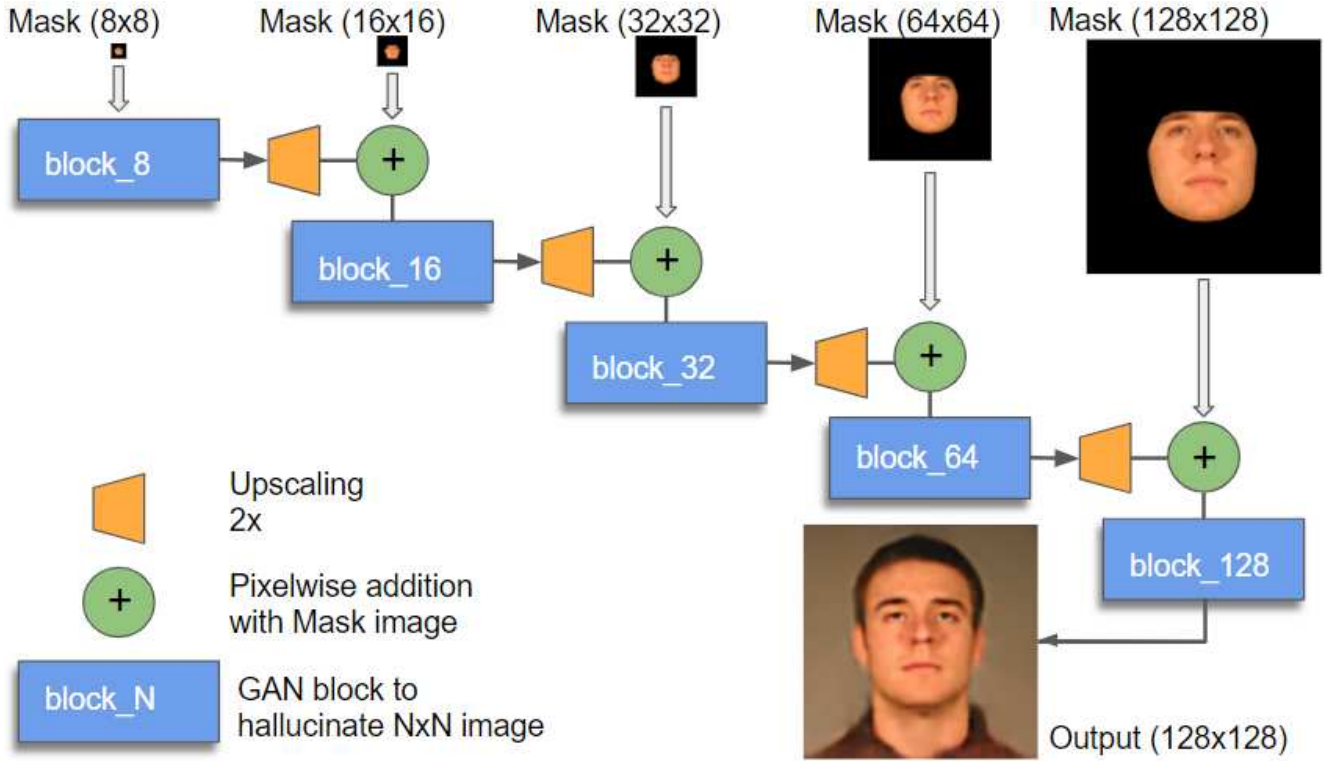 Mask (8x8)
Mask (16x16)
Mask (32x32)
Mask (64x64)
Mask (128x128)
block_8
+
block_16
+
block_32
+
block_64
+
block_128
Upscaling
2x
+
Pixelwise addition
with Mask image
block_N
GAN block to
hallucinate NxN image
Output (128x128)